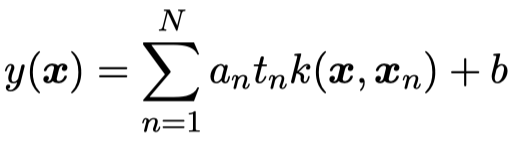 y(𝒙) = ∑_{n=1}^{N} a_n t_n k(𝒙, 𝒙_n) + b